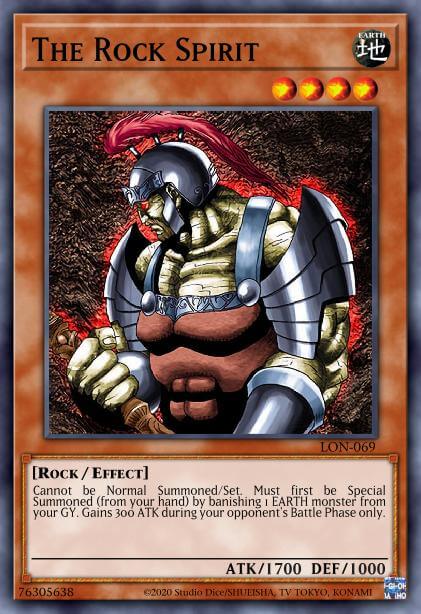 The Rock Spirit
EARTH
地
LON-069
[Rock / Effect]
Cannot be Normal Summoned/Set. Must first be Special
Summoned (from your hand) by banishing 1 EARTH monster from
your GY. Gains 300 ATK during your opponent's Battle Phase only.
ATK/1700 DEF/1000
76305638
©2020 Studio Dice/SHUEISHA, TV TOKYO, KONAMI